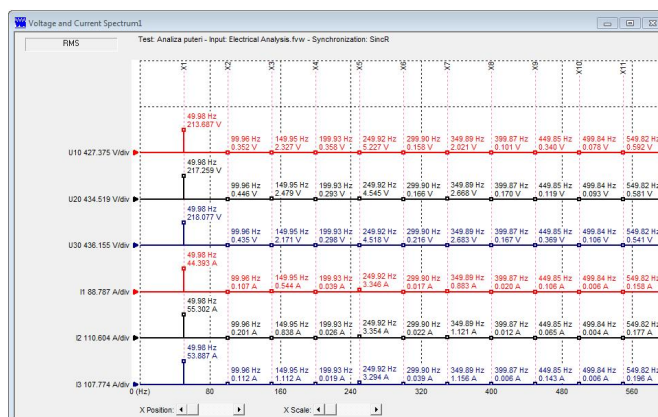 Voltage and Current Spectrum1
RMS
Test: Analiza puteri - Input: Electrical Analysis.fvw - Synchronization: SincR
X1 X2 X3 X4 X5 X6 X7 X8 X9 X10 X11
49.98 Hz
213.687 V
99.96 Hz 149.95 Hz 199.93 Hz 249.92 Hz 299.90 Hz 349.89 Hz 399.87 Hz 449.85 Hz 499.84 Hz 549.82 Hz
0.352 V 2.327 V 0.358 V 5.227 V 0.158 V 2.021 V 0.101 V 0.340 V 0.078 V 0.592 V
U10 427.375 V/div
49.98 Hz
217.259 V
99.96 Hz 149.95 Hz 199.93 Hz 249.92 Hz 299.90 Hz 349.89 Hz 399.87 Hz 449.85 Hz 499.84 Hz 549.82 Hz
0.446 V 2.479 V 0.293 V 4.545 V 0.166 V 2.668 V 0.170 V 0.119 V 0.093 V 0.581 V
U20 434.519 V/div
49.98 Hz
218.077 V
99.96 Hz 149.95 Hz 199.93 Hz 249.92 Hz 299.90 Hz 349.89 Hz 399.87 Hz 449.85 Hz 499.84 Hz 549.82 Hz
0.435 V 2.171 V 0.298 V 4.518 V 0.216 V 2.683 V 0.167 V 0.369 V 0.106 V 0.541 V
U30 436.155 V/div
49.98 Hz
44.393 A
99.96 Hz 149.95 Hz 199.93 Hz 249.92 Hz 299.90 Hz 349.89 Hz 399.87 Hz 449.85 Hz 499.84 Hz 549.82 Hz
0.107 A 0.544 A 0.039 A 3.346 A 0.017 A 0.883 A 0.020 A 0.106 A 0.006 A 0.158 A
I1 88.787 A/div
49.98 Hz
55.302 A
99.96 Hz 149.95 Hz 199.93 Hz 249.92 Hz 299.90 Hz 349.89 Hz 399.87 Hz 449.85 Hz 499.84 Hz 549.82 Hz
0.201 A 0.838 A 0.026 A 3.354 A 0.022 A 1.121 A 0.012 A 0.065 A 0.004 A 0.177 A
I2 110.604 A/div
49.98 Hz
53.887 A
99.96 Hz 149.95 Hz 199.93 Hz 249.92 Hz 299.90 Hz 349.89 Hz 399.87 Hz 449.85 Hz 499.84 Hz 549.82 Hz
0.112 A 1.112 A 0.019 A 3.294 A 0.039 A 1.156 A 0.006 A 0.143 A 0.006 A 0.196 A
I3 107.774 A/div
0 (Hz) 80 160 240 320 400 480 560
X Position: X Scale: